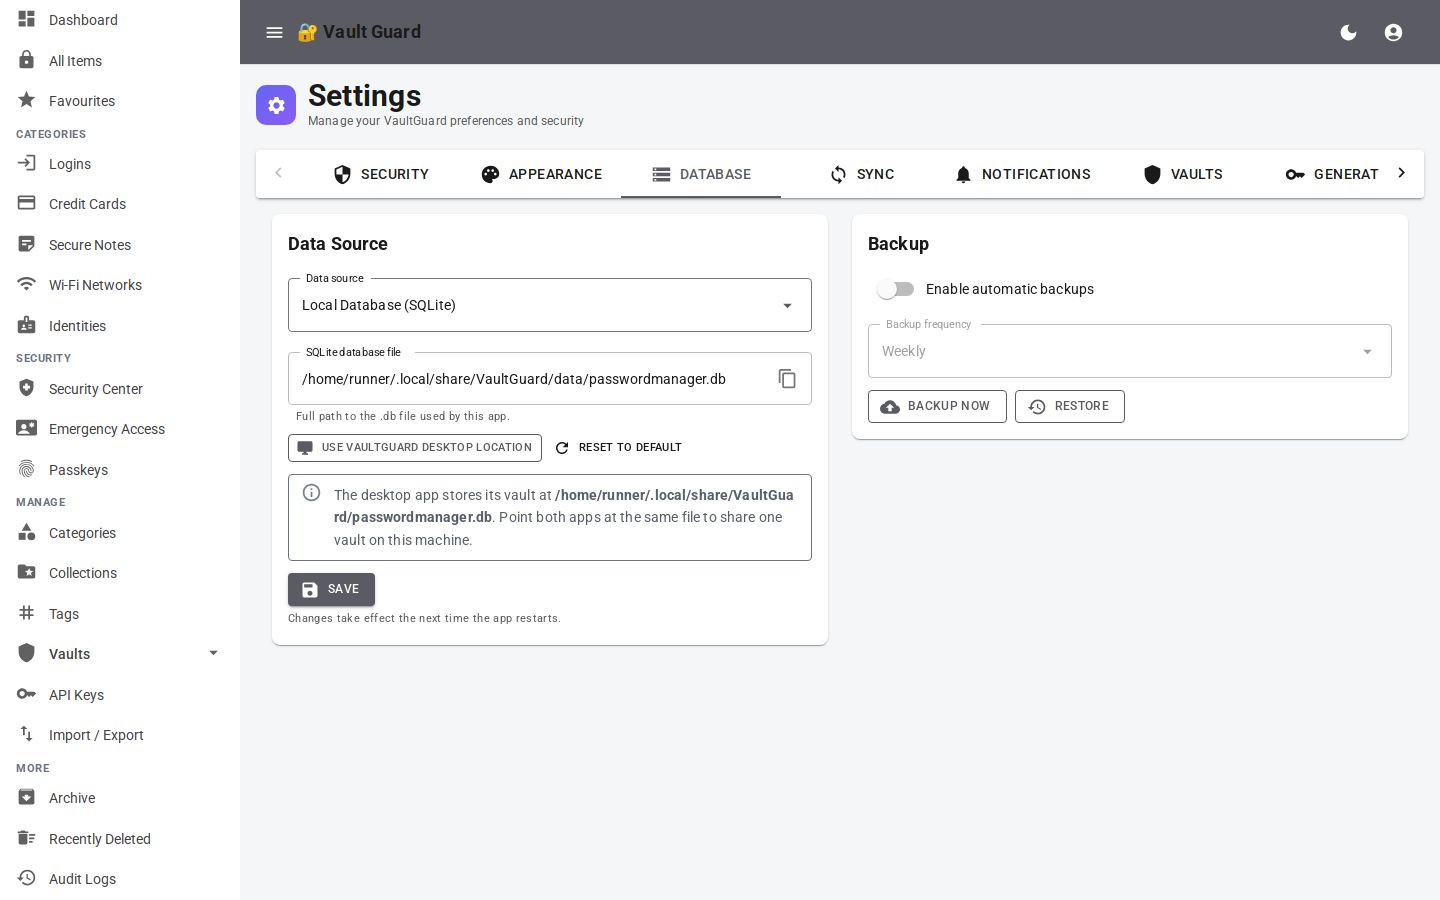 Dashboard
All Items
Favourites
CATEGORIES
Logins
Credit Cards
Secure Notes
Wi-Fi Networks
Identities
SECURITY
Security Center
Emergency Access
Passkeys
MANAGE
Categories
Collections
Tags
Vaults
API Keys
Import / Export
MORE
Archive
Recently Deleted
Audit Logs
Vault Guard
Settings
Manage your VaultGuard preferences and security
SECURITY
APPEARANCE
DATABASE
SYNC
NOTIFICATIONS
VAULTS
GENERAT
Data Source
Data source
Local Database (SQLite)
SQLite database file
/home/runner/.local/share/VaultGuard/data/passwordmanager.db
Full path to the .db file used by this app.
USE VAULTGUARD DESKTOP LOCATION
RESET TO DEFAULT
The desktop app stores its vault at /home/runner/.local/share/VaultGua
rd/passwordmanager.db. Point both apps at the same file to share one
vault on this machine.
SAVE
Changes take effect the next time the app restarts.
Backup
Enable automatic backups
Backup frequency
Weekly
BACKUP NOW
RESTORE